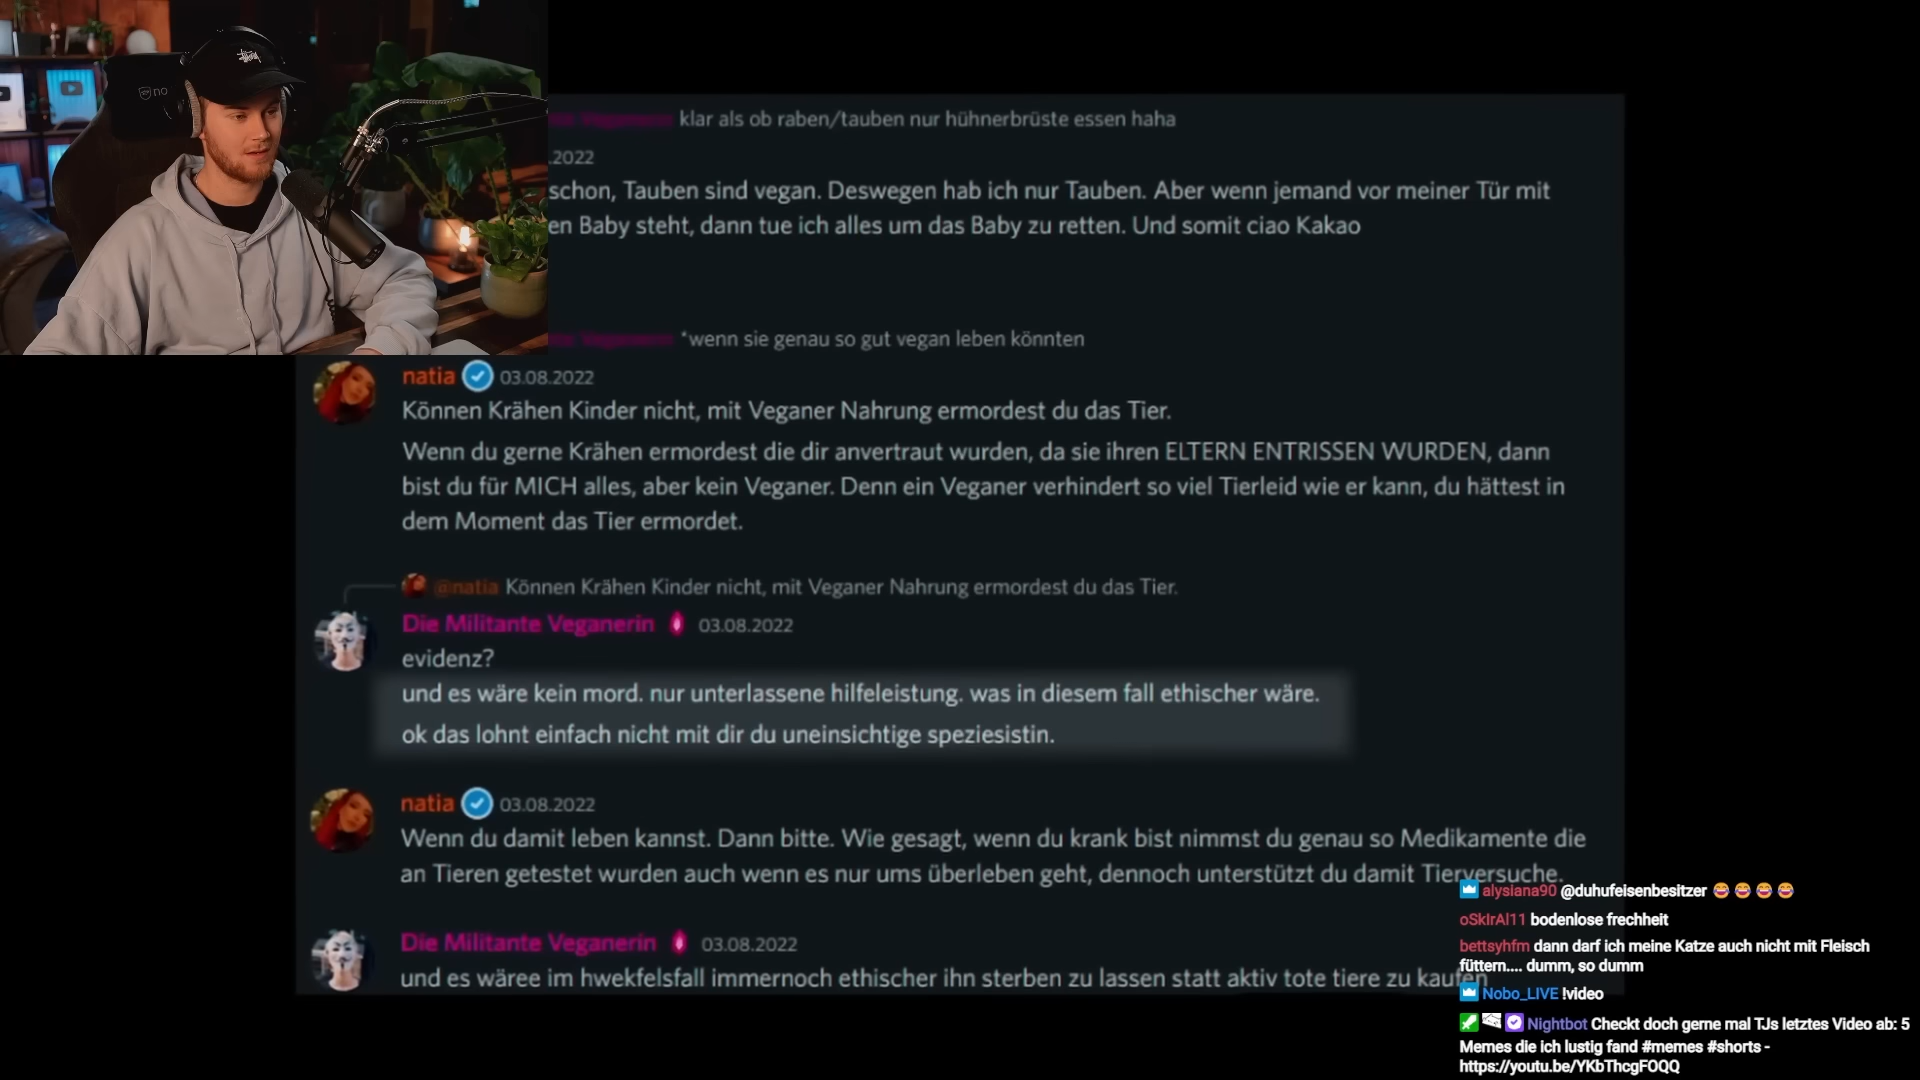 no
klar als ob raben/tauben nur hühnerbrüste essen haha
.2022
schon, Tauben sind vegan. Deswegen hab ich nur Tauben. Aber wenn jemand vor meiner Tür mit
en Baby steht, dann tue ich alles um das Baby zu retten. Und somit ciao Kakao
*wenn sie genau so gut vegan leben könnten
natia 03.08.2022
Können Krähen Kinder nicht, mit Veganer Nahrung ermordest du das Tier.
Wenn du gerne Krähen ermordest die dir anvertraut wurden, da sie ihren ELTERN ENTRISSEN WURDEN, dann
bist du für MICH alles, aber kein Veganer. Denn ein Veganer verhindert so viel Tierleid wie er kann, du hättest in
dem Moment das Tier ermordet.
@natia Können Krähen Kinder nicht, mit Veganer Nahrung ermordest du das Tier.
Die Militante Veganerin 03.08.2022
evidenz?
und es wäre kein mord. nur unterlassene hilfeleistung. was in diesem fall ethischer wäre.
ok das lohnt einfach nicht mit dir du uneinsichtige speziesistin.
natia 03.08.2022
Wenn du damit leben kannst. Dann bitte. Wie gesagt, wenn du krank bist nimmst du genau so Medikamente die
an Tieren getestet wurden auch wenn es nur ums überleben geht, dennoch unterstützt du damit Tierversuche.
Die Militante Veganerin 03.08.2022
und es wäree im hwekfelsfall immernoch ethischer ihn sterben zu lassen statt aktiv tote tiere zu kaufen
alysiana90 @duhufeisenbesitzer 😂 😂 😂 😂
oSkIrAl11 bodenlose frechheit
bettsyhfm dann darf ich meine Katze auch nicht mit Fleisch
füttern.... dumm, so dumm
Nobo_LIVE !video
Nightbot Checkt doch gerne mal TJs letztes Video ab: 5
Memes die ich lustig fand #memes #shorts -
https://youtu.be/YKbThcgFOQQ